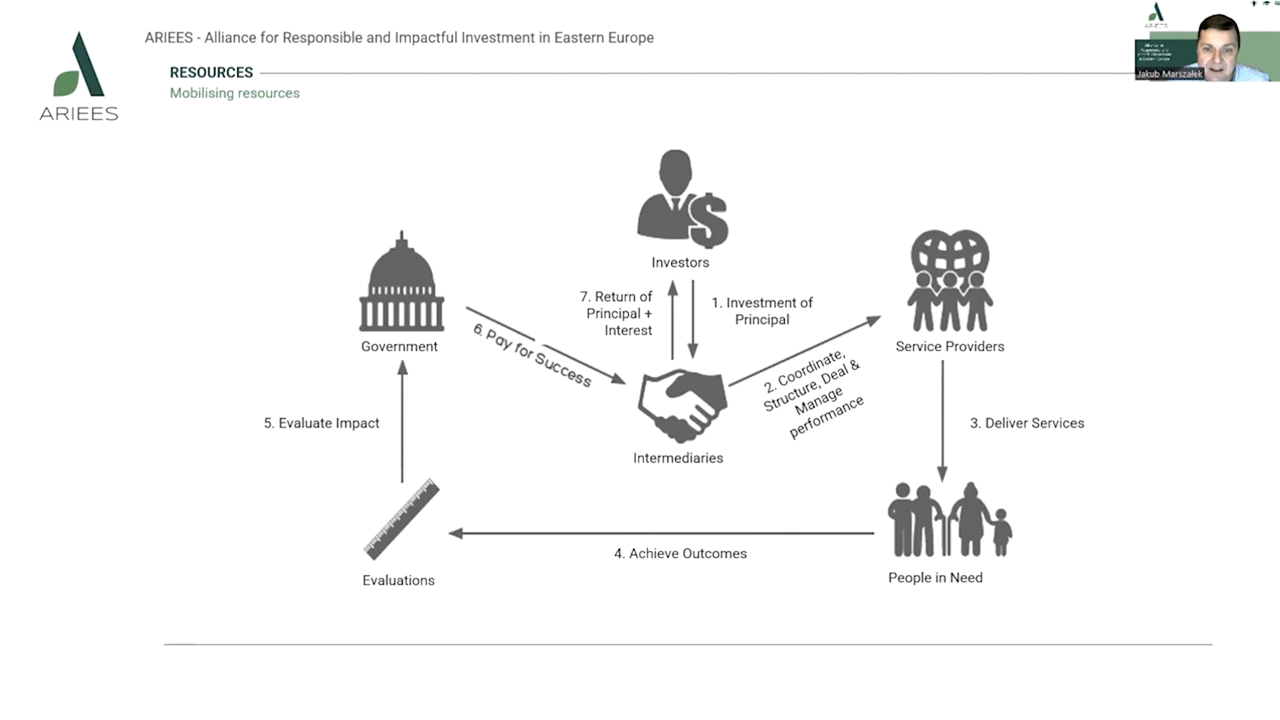 ARIEES - Alliance for Responsible and Impactful Investment in Eastern Europe
RESOURCES
Mobilising resources
ARIEES
Jakub Marszałek
Investors
7. Return of
Principal +
Interest
1. Investment of
Principal
Government
6. Pay for Success
2. Coordinate,
Structure, Deal &
Manage
performance
Service Providers
Intermediaries
5. Evaluate Impact
3. Deliver Services
4. Achieve Outcomes
Evaluations
People in Need